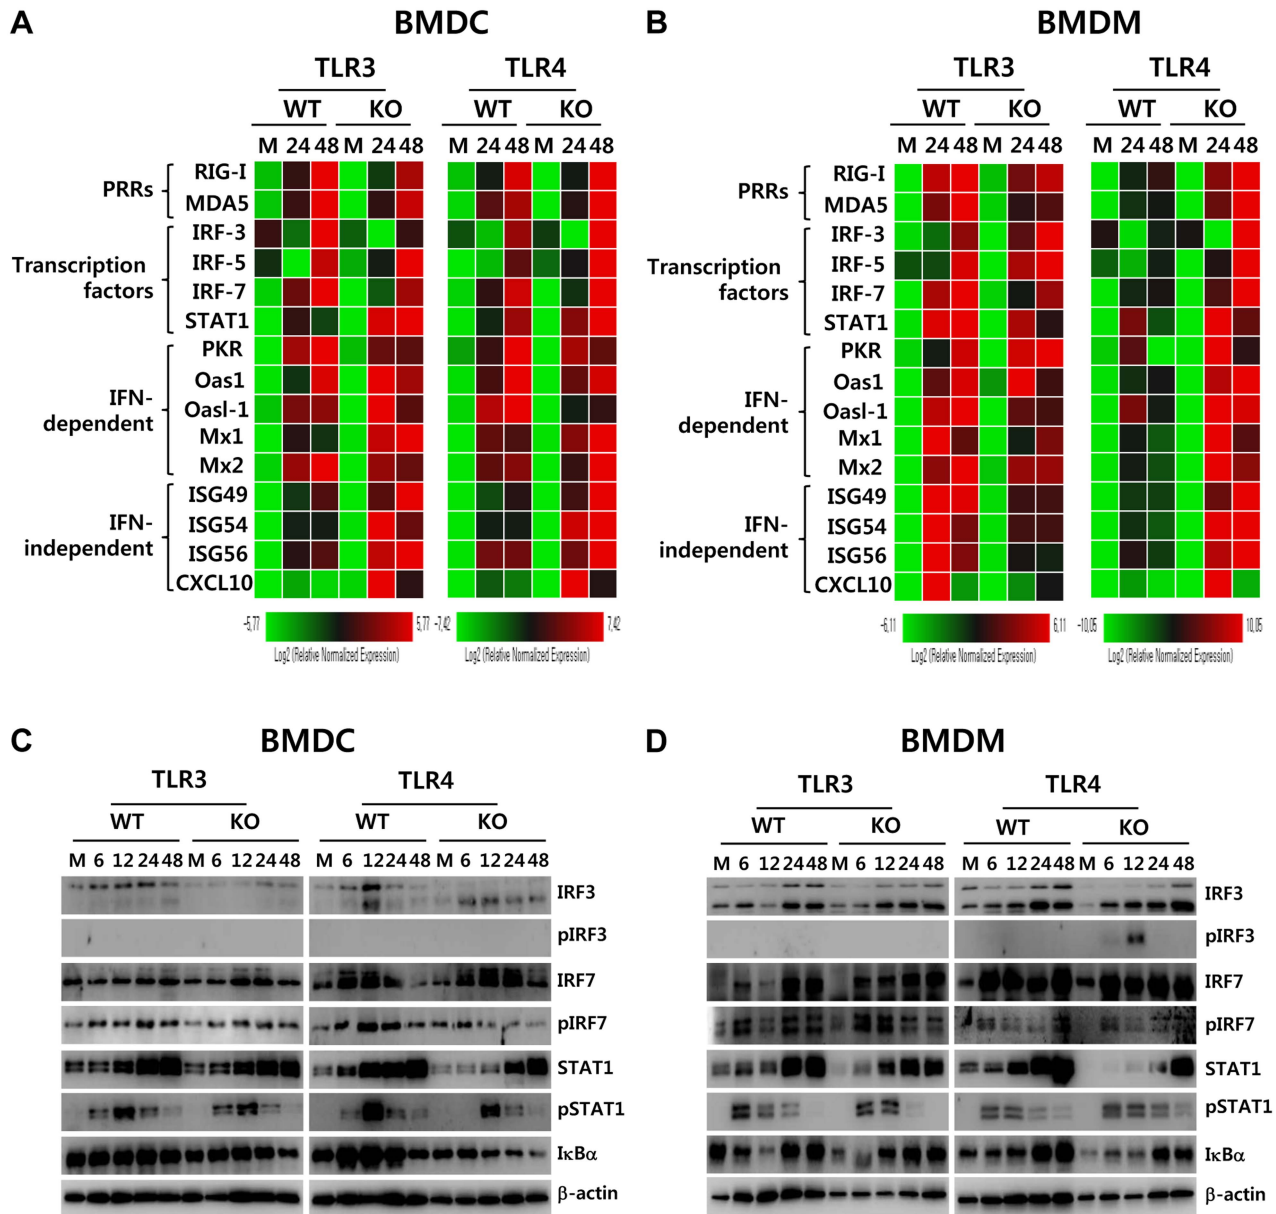 A
BMDC
TLR3 TLR4
WT KO WT KO
M 24 48 M 24 48 M 24 48 M 24 48
PRRs
RIG-I
MDA5
Transcription
factors
IRF-3
IRF-5
IRF-7
STAT1
IFN-
dependent
PKR
Oas1
Oasl-1
Mx1
Mx2
IFN-
independent
ISG49
ISG54
ISG56
CXCL10
−5,77 5,77 −7,42 7,42
Log2 (Relative Normalized Expression) Log2 (Relative Normalized Expression)
B
BMDM
TLR3 TLR4
WT KO WT KO
M 24 48 M 24 48 M 24 48 M 24 48
PRRs
RIG-I
MDA5
Transcription
factors
IRF-3
IRF-5
IRF-7
STAT1
IFN-
dependent
PKR
Oas1
Oasl-1
Mx1
Mx2
IFN-
independent
ISG49
ISG54
ISG56
CXCL10
−6,11 6,11 −10,05 10,05
Log2 (Relative Normalized Expression) Log2 (Relative Normalized Expression)
C
BMDC
TLR3 TLR4
WT KO WT KO
M 6 12 24 48 M 6 12 24 48 M 6 12 24 48 M 6 12 24 48
IRF3
pIRF3
IRF7
pIRF7
STAT1
pSTAT1
IκBα
β-actin
D
BMDM
TLR3 TLR4
WT KO WT KO
M 6 12 24 48 M 6 12 24 48 M 6 12 24 48 M 6 12 24 48
IRF3
pIRF3
IRF7
pIRF7
STAT1
pSTAT1
IκBα
β-actin